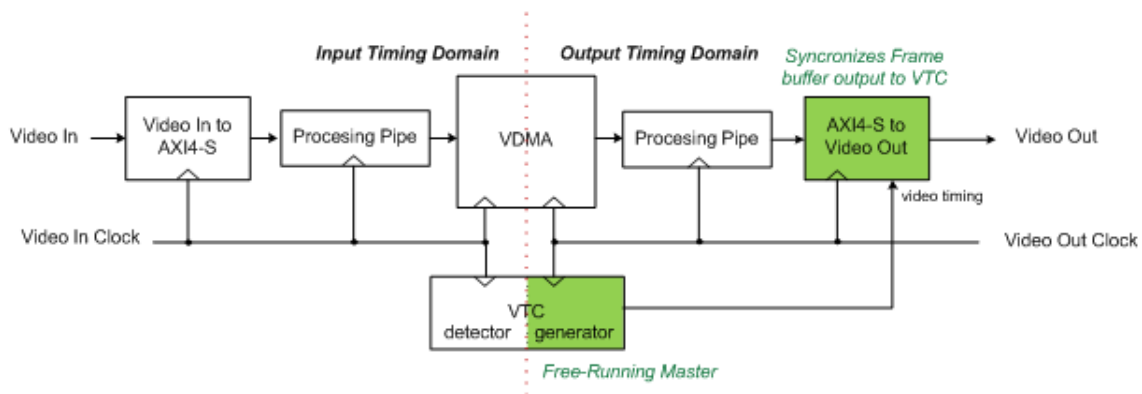 Input Timing Domain
Output Timing Domain
Syncronizes Frame
buffer output to VTC
Video In
Video In to
AXI4-S
Procesing Pipe
VDMA
Procesing Pipe
AXI4-S to
Video Out
Video Out
video timing
Video In Clock
Video Out Clock
VTC
detector
generator
Free-Running Master